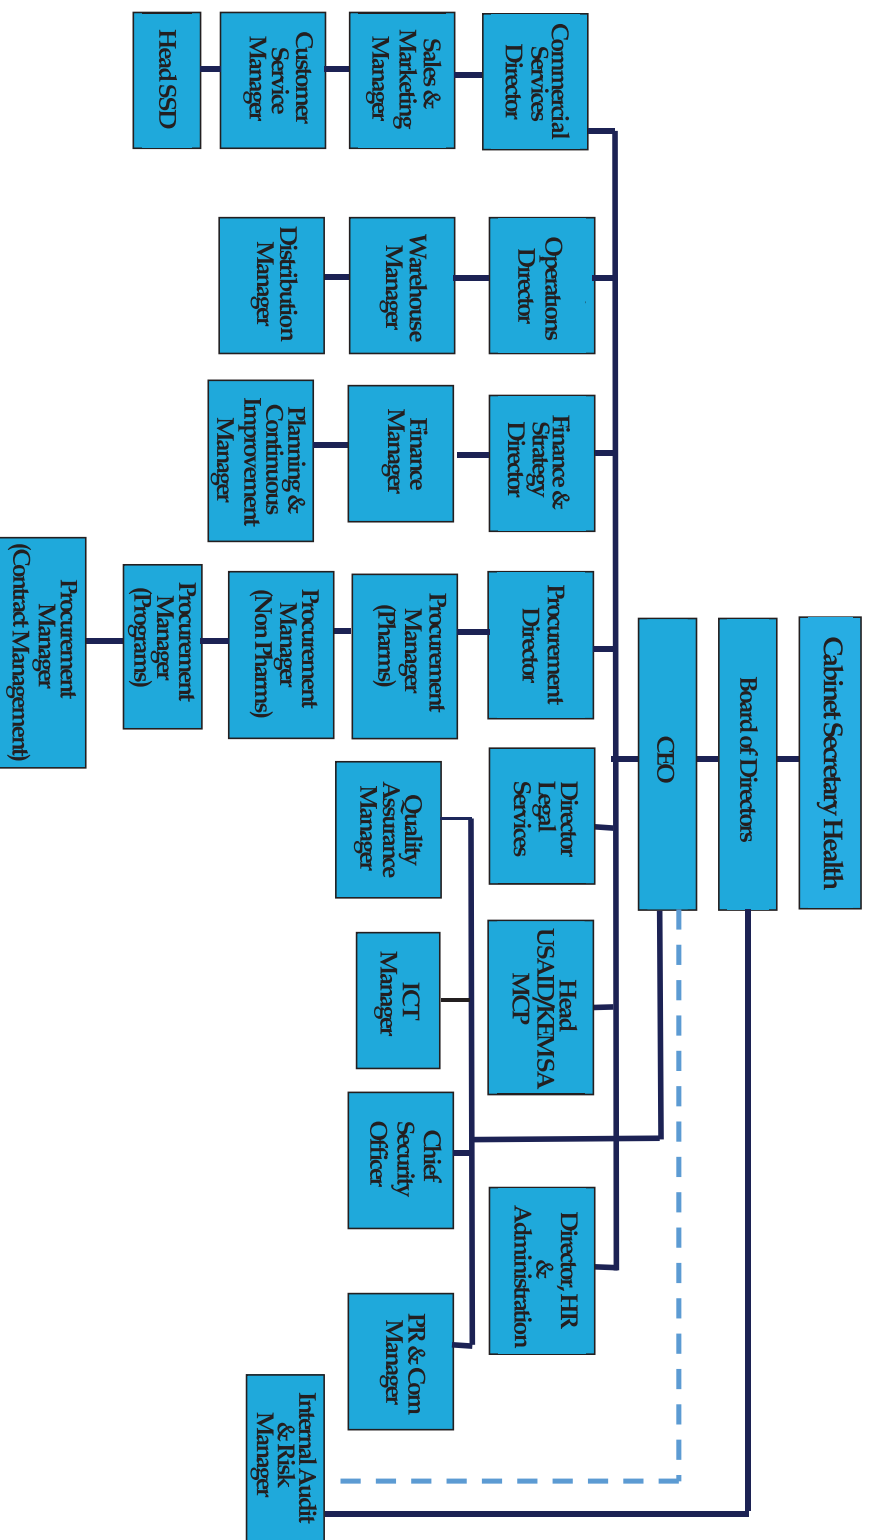 Cabinet Secretary Health
Board of Directors
CEO
Commercial
Services
Director
Operations
Director
Finance &
Strategy
Director
Procurement
Director
Director
Legal
Services
Head
USAID/KEMSA
MCP
Director, HR
&
Administration
Sales &
Marketing
Manager
Warehouse
Manager
Finance
Manager
Procurement
Manager
(Pharms)
Quality
Assurance
Manager
ICT
Manager
Chief
Security
Officer
PR & Com
Manager
Customer
Service
Manager
Distribution
Manager
Planning &
Continuous
Improvement
Manager
Procurement
Manager
(Non Pharms)
Internal Audit
& Risk
Manager
Head SSD
Procurement
Manager
(Programs)
Procurement
Manager
(Contract Management)